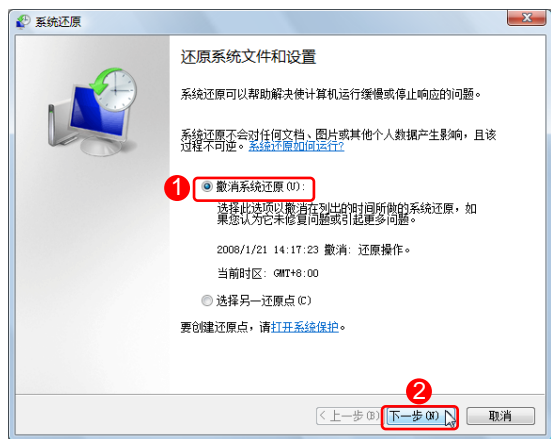 系统还原
还原系统文件和设置
系统还原可以帮助解决使计算机运行缓慢或停止响应的问题。
系统还原不会对任何文档、图片或其他个人数据产生影响，且该
过程不可逆。系统还原如何运行?
1
撤消系统还原(U):
选择此选项以撤消在列出的时间所做的系统还原，如
果您认为它未修复问题或引起更多问题。
2008/1/21 14:17:23 撤消: 还原操作。
当前时区: GMT+8:00
选择另一还原点(C)
要创建还原点，请打开系统保护。
2
<上一步(B) 下一步(N) 取消